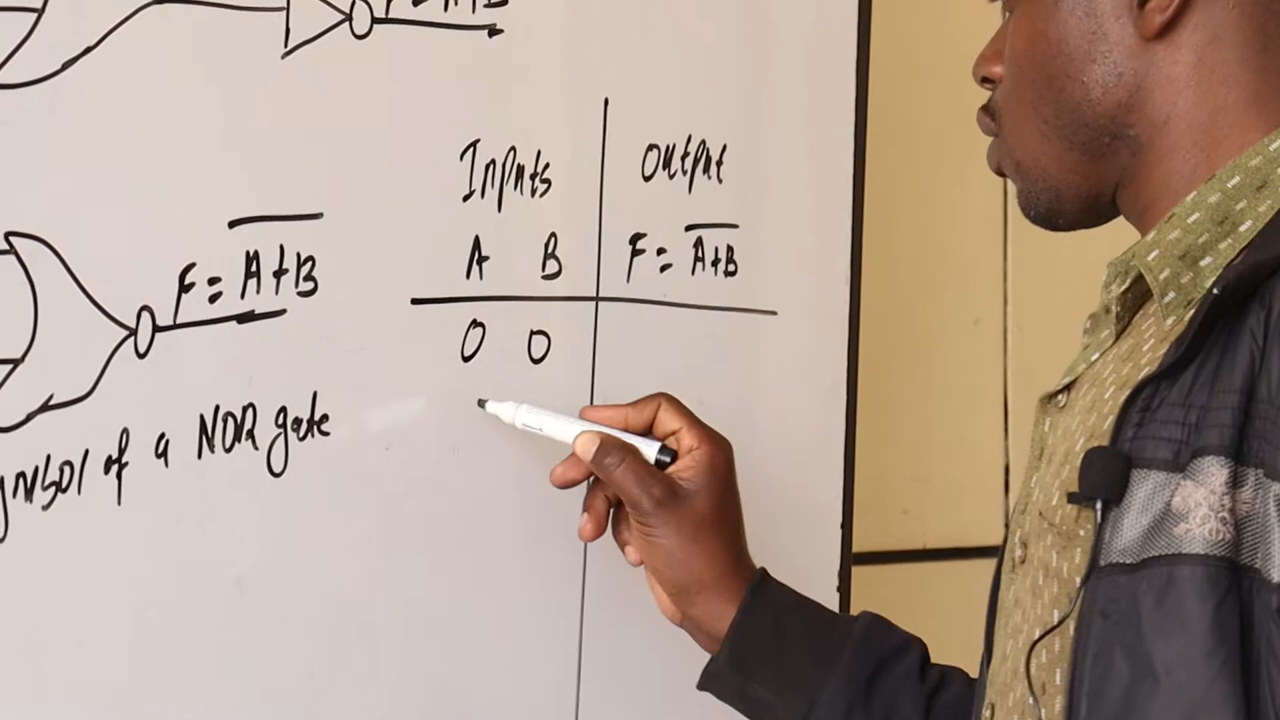 F = A+B
Inputs Output
A B F = A̅+̅B̅
0 0
F = A̅+̅B̅
of a NOR gate